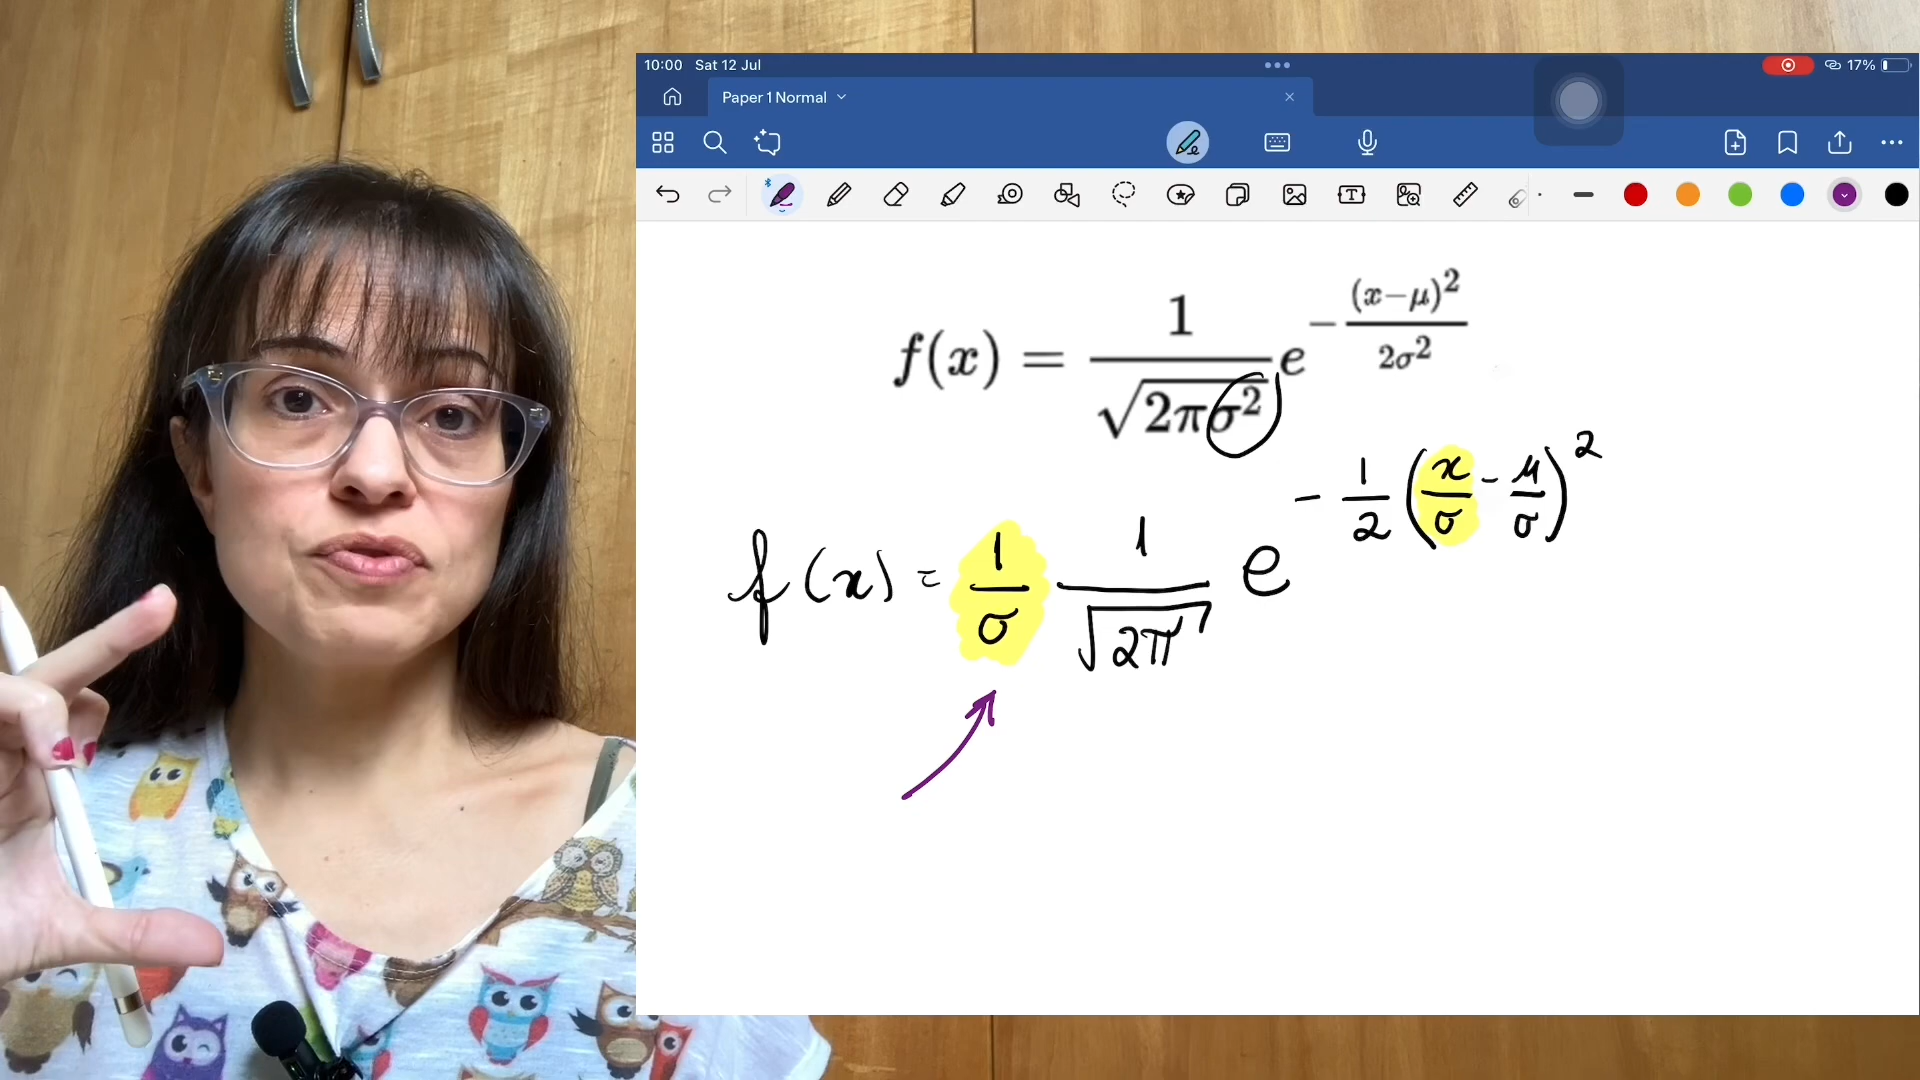 10:00 Sat 12 Jul 17%
Paper 1 Normal
f(x) = 1/√(2πσ²) e^(−(x−μ)²/(2σ²))
f(x) = 1/σ 1/√(2π) e^(−1/2 (x/σ − μ/σ)²)